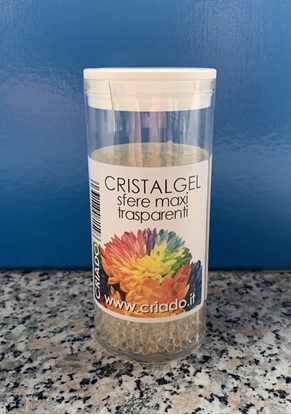 CRISTALGEL
sfere maxi
trasparenti
CRIADO
www.criado.it